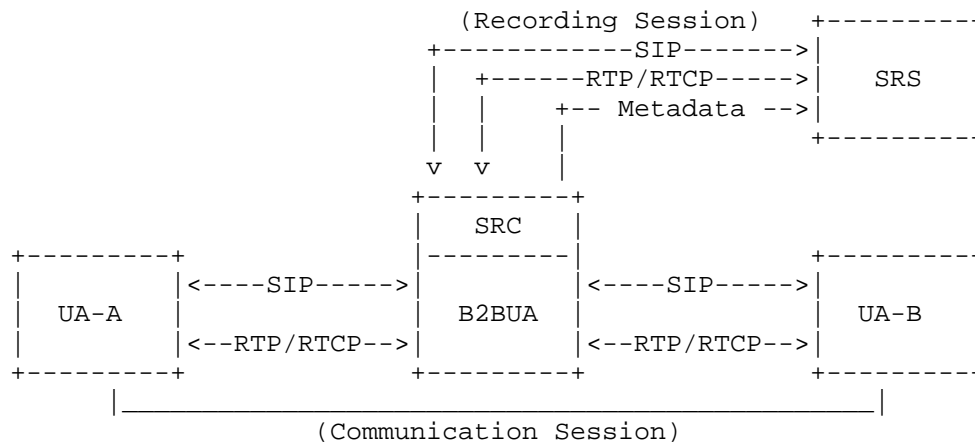 (Recording Session) +---------+
+------------SIP------->|
| +------RTP/RTCP----->| SRS
| | +-- Metadata -->|
| | | +---------+
v v |
+---------+
| SRC |
+---------+ |---------| +---------+
| |<----SIP----->| |<----SIP----->|
| UA-A | | B2BUA | | UA-B
| |<--RTP/RTCP-->| |<--RTP/RTCP-->|
+---------+ +---------+ +---------+
|_______________________________________________|
(Communication Session)